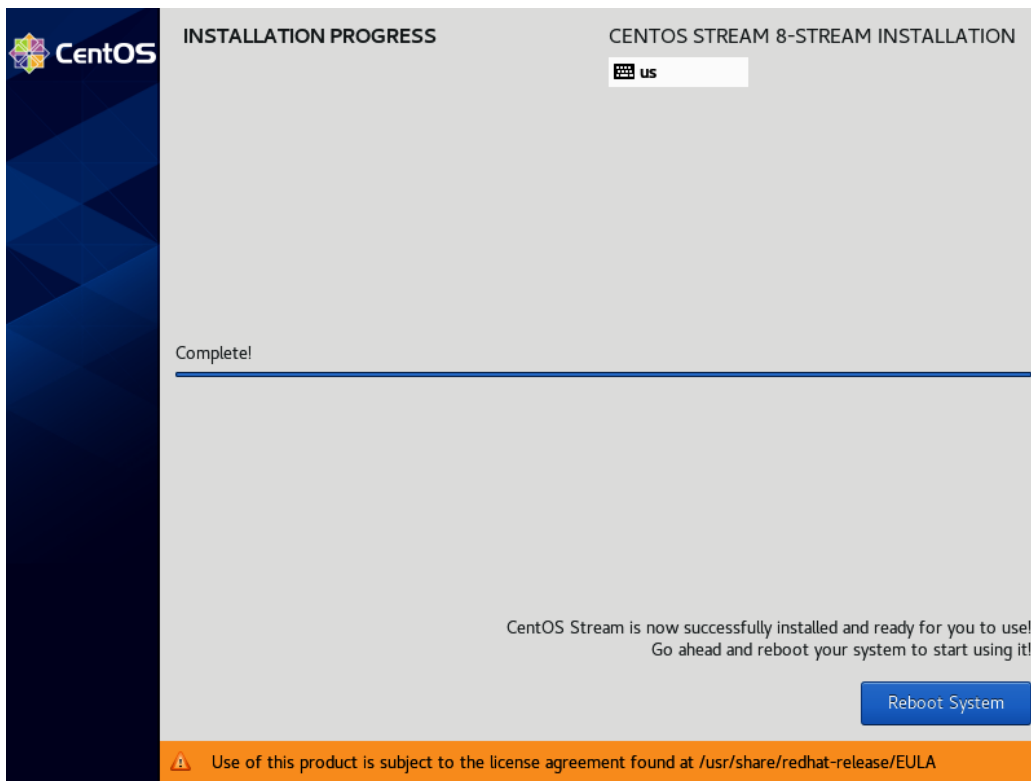 CentOS
INSTALLATION PROGRESS
CENTOS STREAM 8-STREAM INSTALLATION
us
Complete!
CentOS Stream is now successfully installed and ready for you to use!
Go ahead and reboot your system to start using it!
Reboot System
Use of this product is subject to the license agreement found at /usr/share/redhat-release/EULA